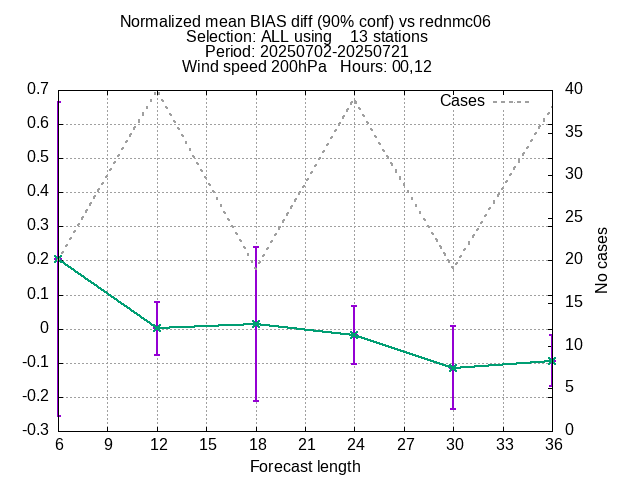 Normalized mean BIAS diff (90% conf) vs rednmc06
Selection: ALL using    13 stations
Period: 20250702-20250721
Wind speed 200hPa   Hours: 00,12
Cases
0.7
0.6
0.5
0.4
0.3
0.2
0.1
0
-0.1
-0.2
-0.3
40
35
30
25
20
15
10
5
0
No cases
6 9 12 15 18 21 24 27 30 33 36
Forecast length